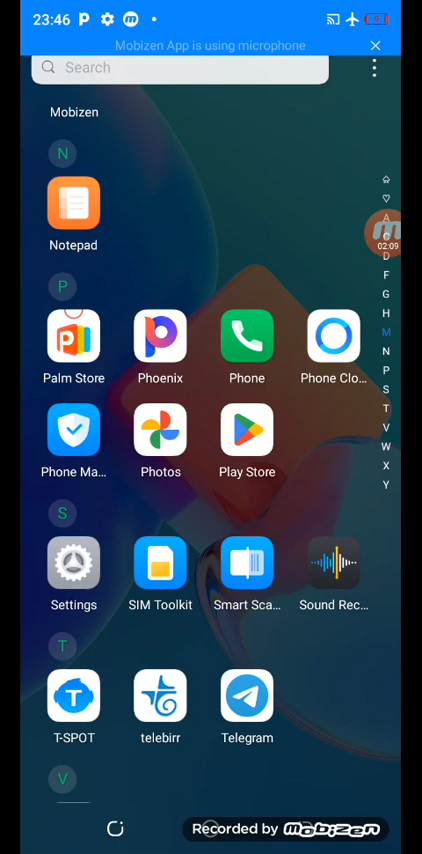 23:46
Mobizen App is using microphone
Search
Mobizen
N
Notepad
02:09
P
Palm Store Phoenix Phone Phone Clo...
Phone Ma... Photos Play Store
S
Settings SIM Toolkit Smart Sca... Sound Rec...
T
T-SPOT telebirr Telegram
V
A
C
D
F
G
H
M
N
P
S
T
V
W
X
Y
Recorded by mobizen